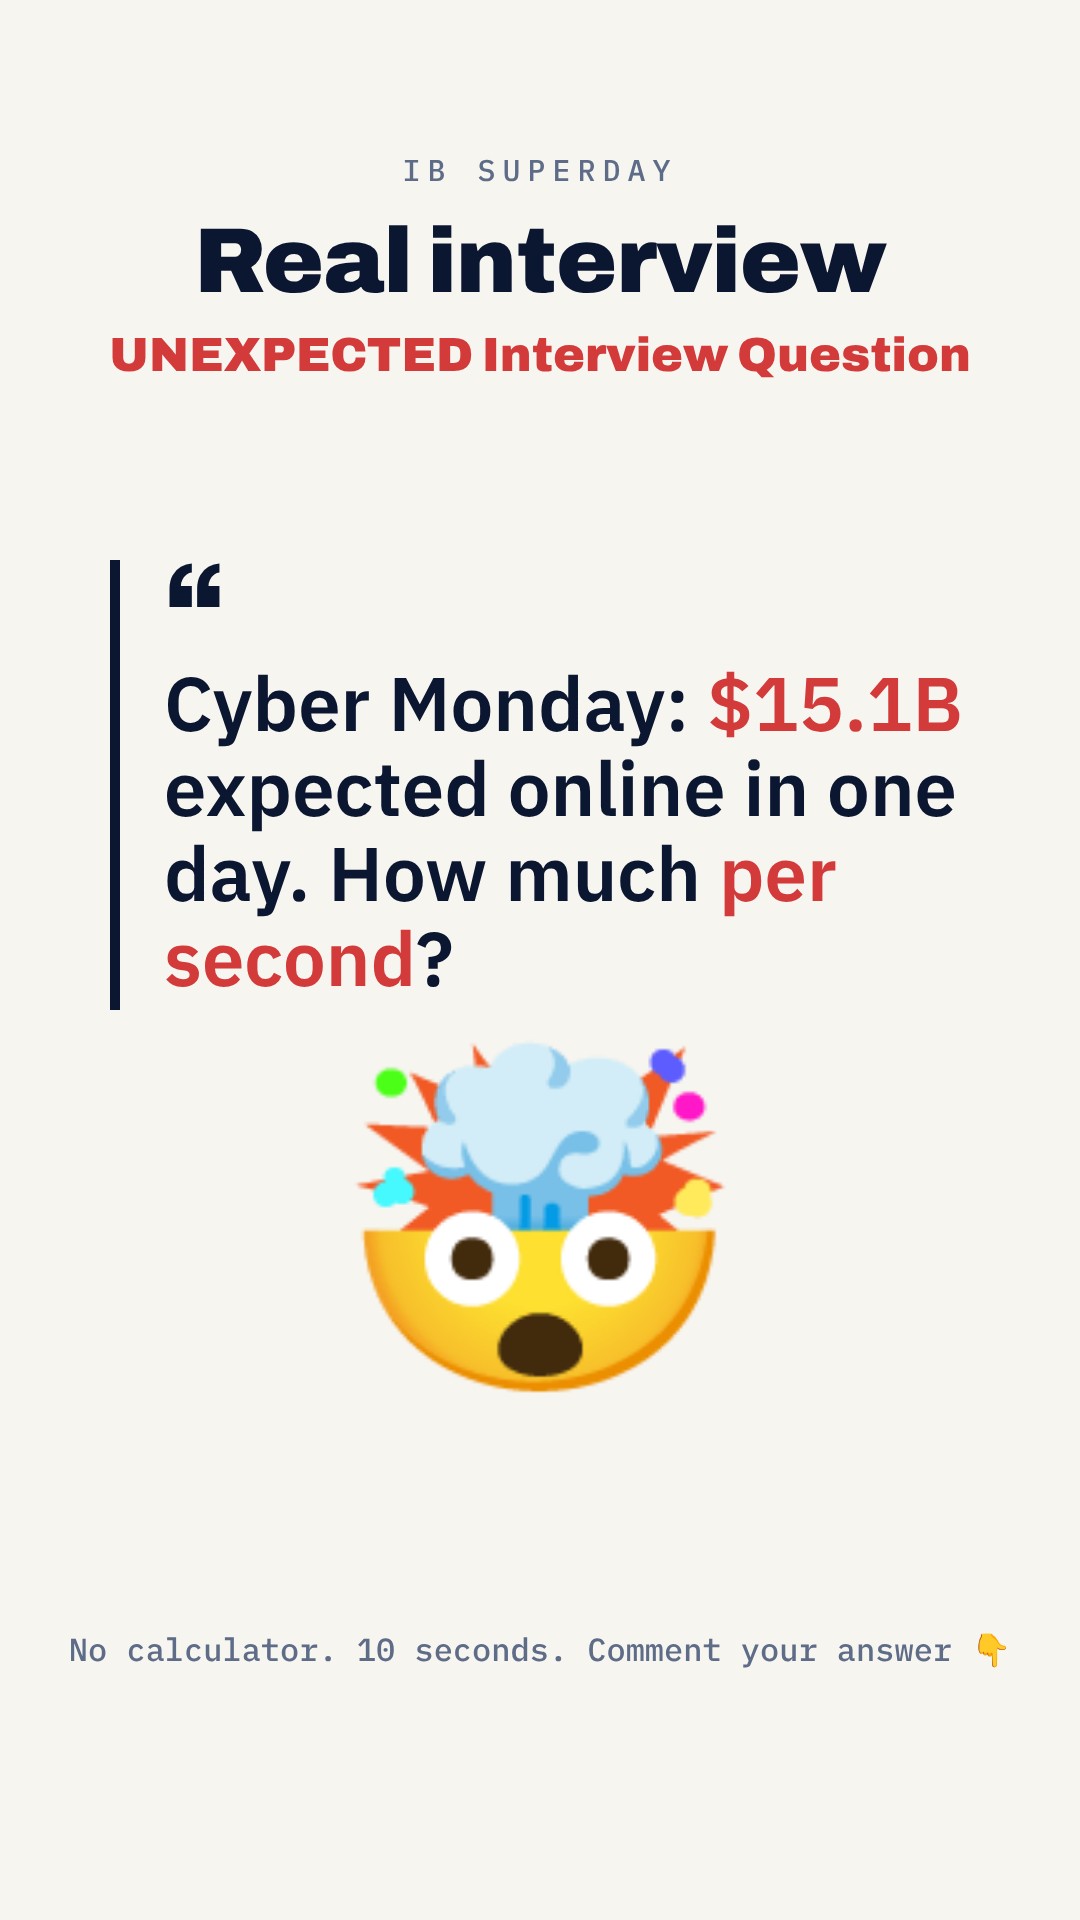 IB SUPERDAY
Real interview
UNEXPECTED Interview Question
“
Cyber Monday: $15.1B
expected online in one
day. How much per
second?
No calculator. 10 seconds. Comment your answer 👇